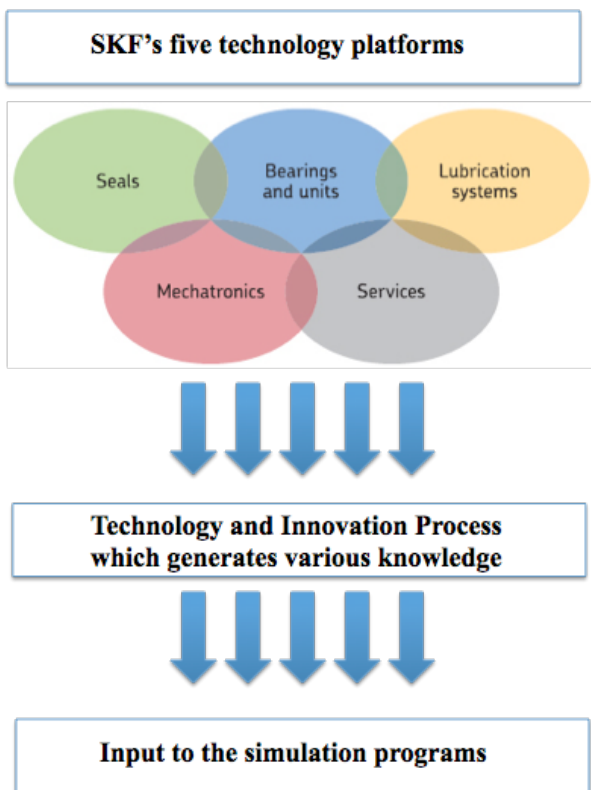 SKF's five technology platforms
Seals
Bearings
and units
Lubrication
systems
Mechatronics
Services
Technology and Innovation Process
which generates various knowledge
Input to the simulation programs